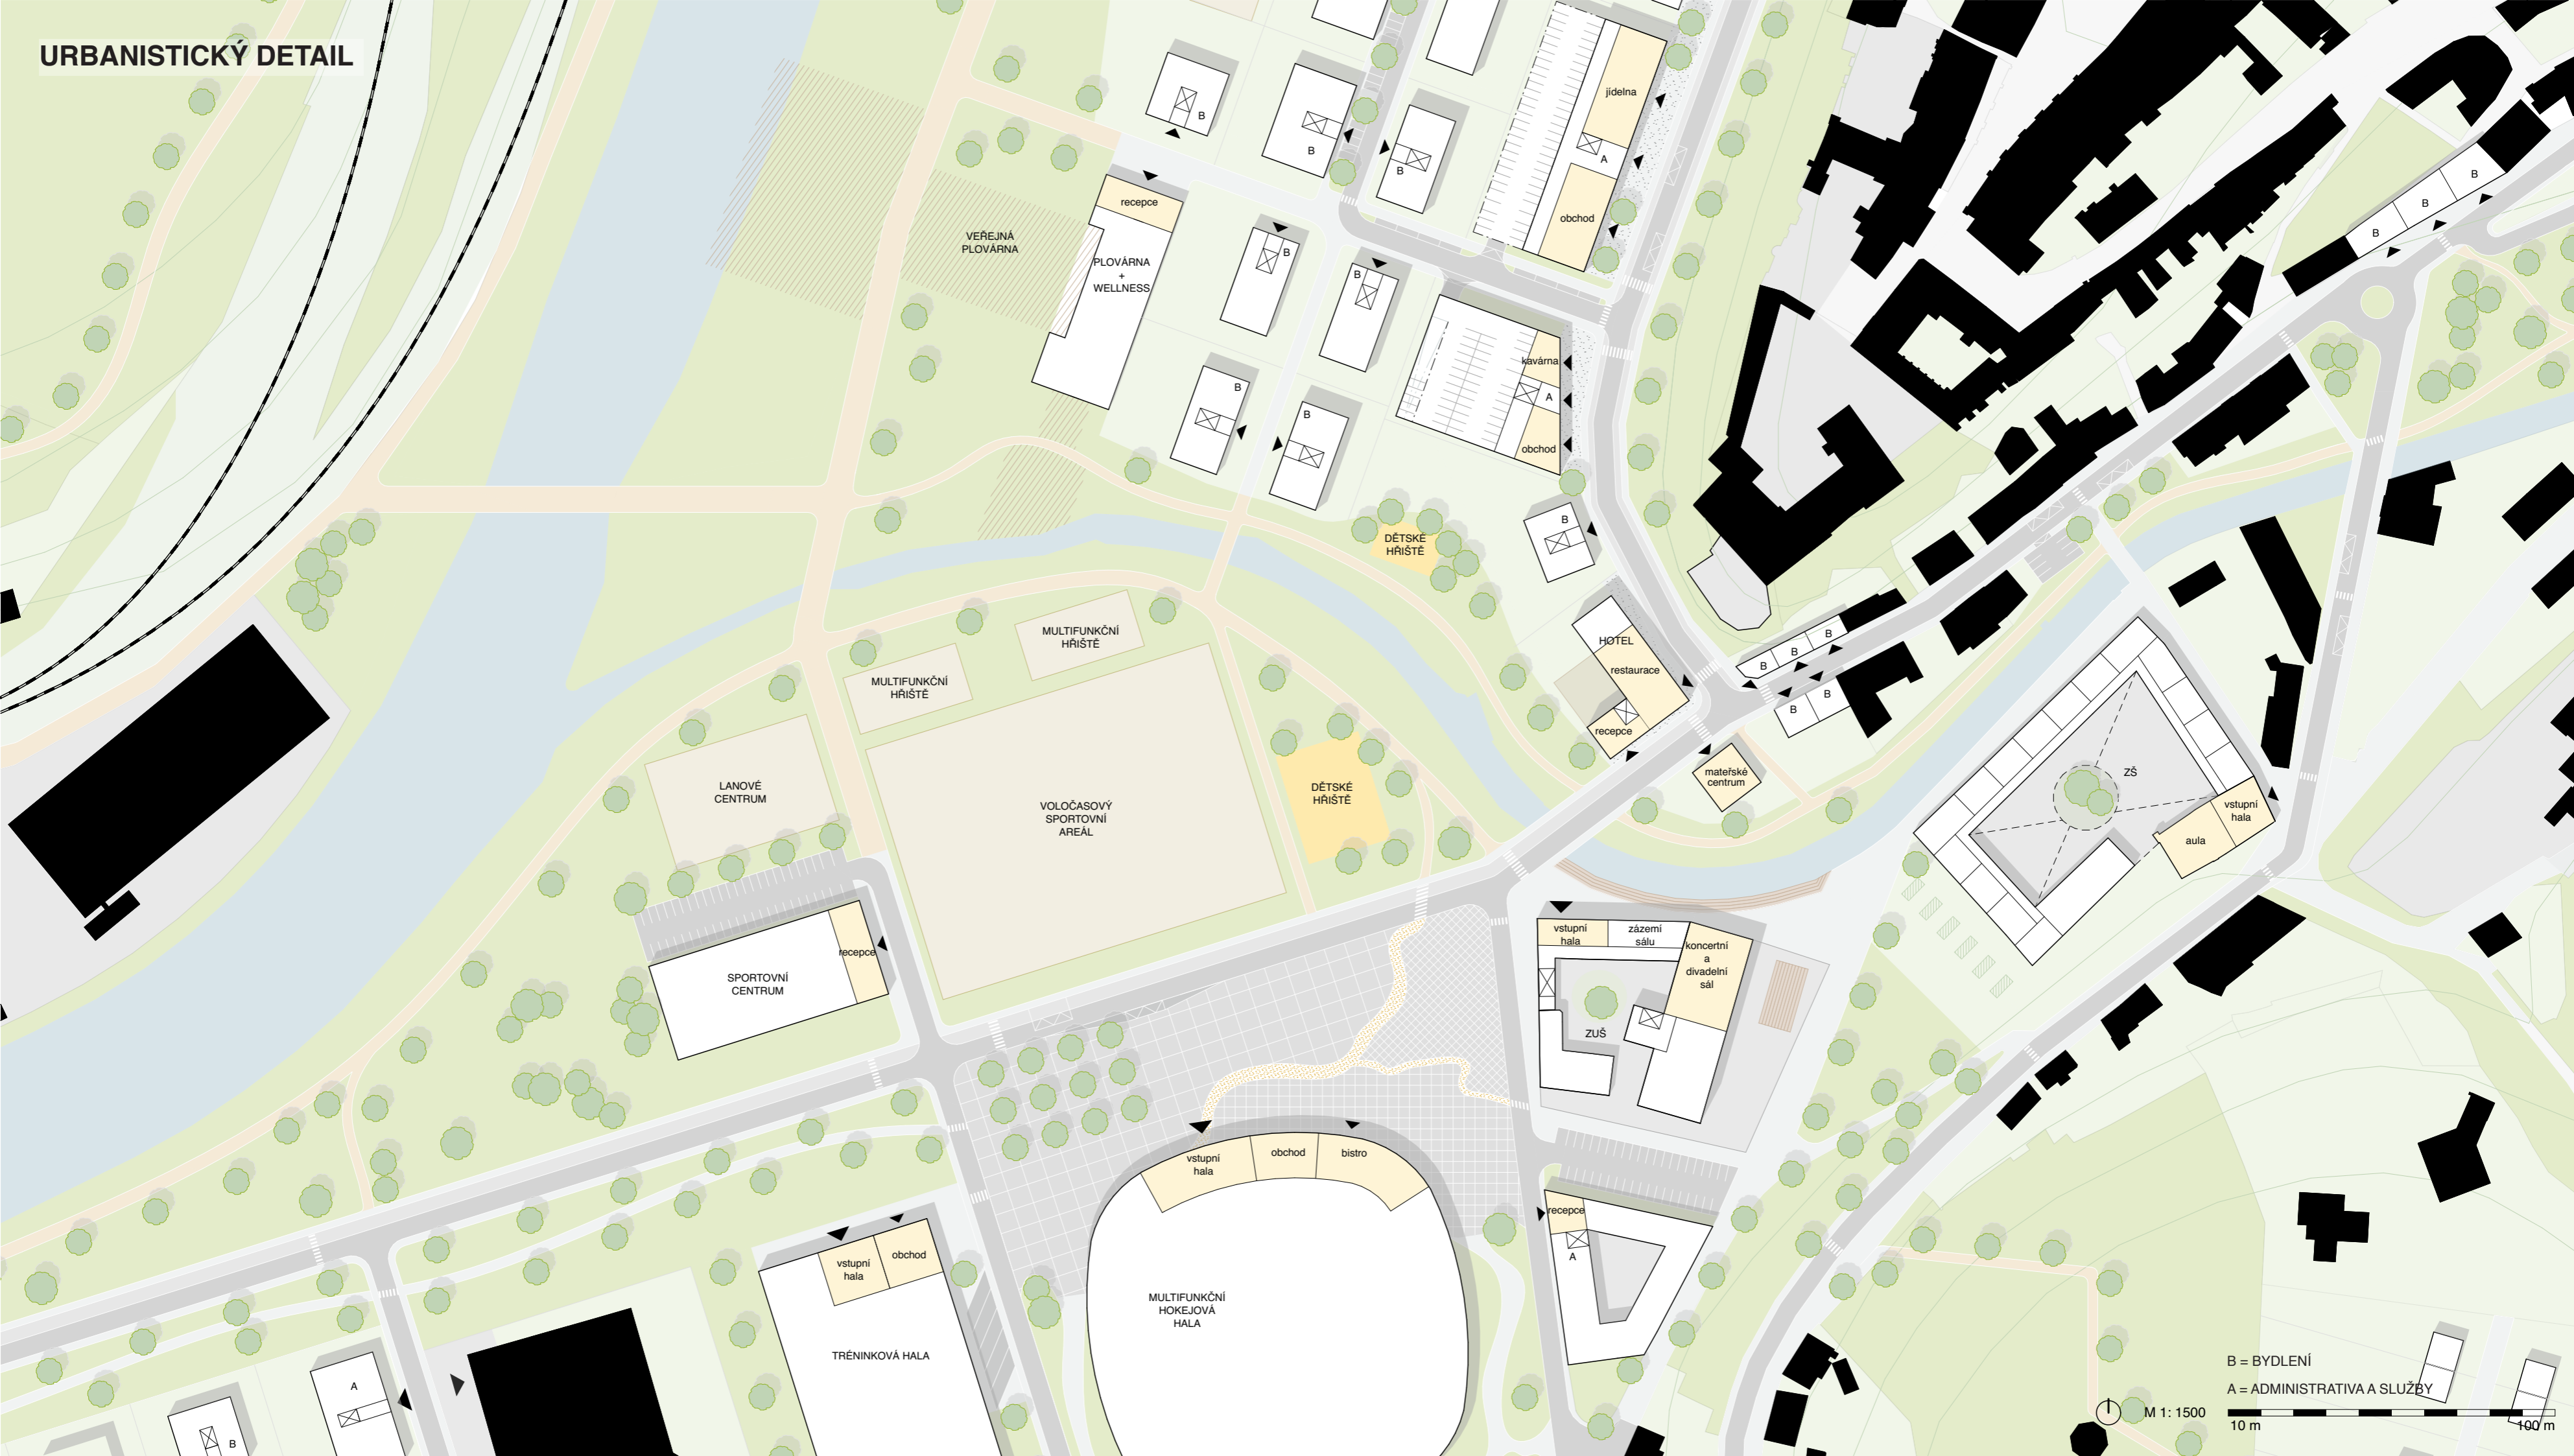 URBANISTICKÝ DETAIL
B
B
B
jídelna
A
obchod
B
B
B
recepce
VEŘEJNÁ
PLOVÁRNA
PLOVÁRNA
+
WELLNESS
B
B
B
B
kavárna
A
obchod
B
DĚTSKÉ
HŘIŠTĚ
HOTEL
restaurace
recepce
B
B
B
B
B
mateřské
centrum
MULTIFUNKČNÍ
HŘIŠTĚ
MULTIFUNKČNÍ
HŘIŠTĚ
LANOVÉ
CENTRUM
VOLOČASOVÝ
SPORTOVNÍ
AREÁL
DĚTSKÉ
HŘIŠTĚ
ZŠ
vstupní
hala
aula
SPORTOVNÍ
CENTRUM
recepce
vstupní
hala
zázemí
sálu
koncertní
a
divadelní
sál
ZUŠ
vstupní
hala
obchod
bistro
recepce
A
vstupní
hala
obchod
MULTIFUNKČNÍ
HOKEJOVÁ
HALA
TRÉNINKOVÁ HALA
A
B
B = BYDLENÍ
A = ADMINISTRATIVA A SLUŽBY
M 1: 1500
10 m
100 m